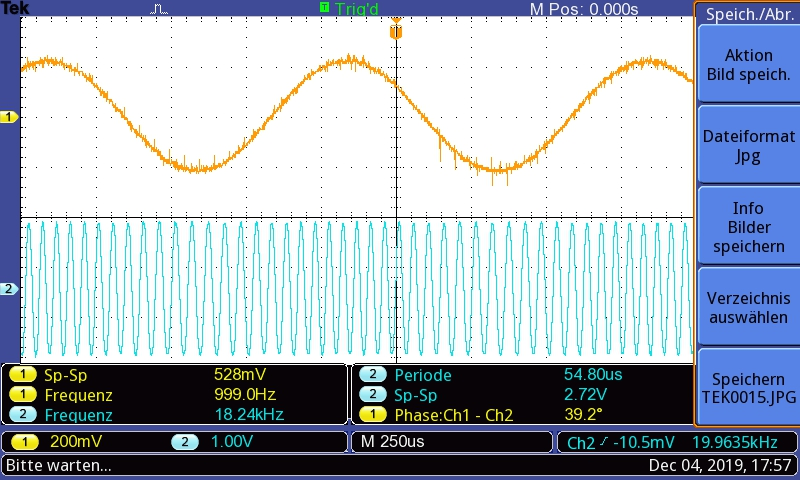 Tek
T Trig'd
M Pos: 0.000s
Speich./Abr.
Aktion
Bild speich.
Dateiformat
Jpg
Info
Bilder
speichern
Verzeichnis
auswählen
Speichern
TEK0015.JPG
1
2
1 Sp-Sp 528mV
1 Frequenz 999.0Hz
2 Frequenz 18.24kHz
2 Periode 54.80us
2 Sp-Sp 2.72V
1 Phase:Ch1 - Ch2 39.2°
1 200mV 2 1.00V
M 250us
Ch2 -10.5mV 19.9635kHz
Bitte warten...
Dec 04, 2019, 17:57